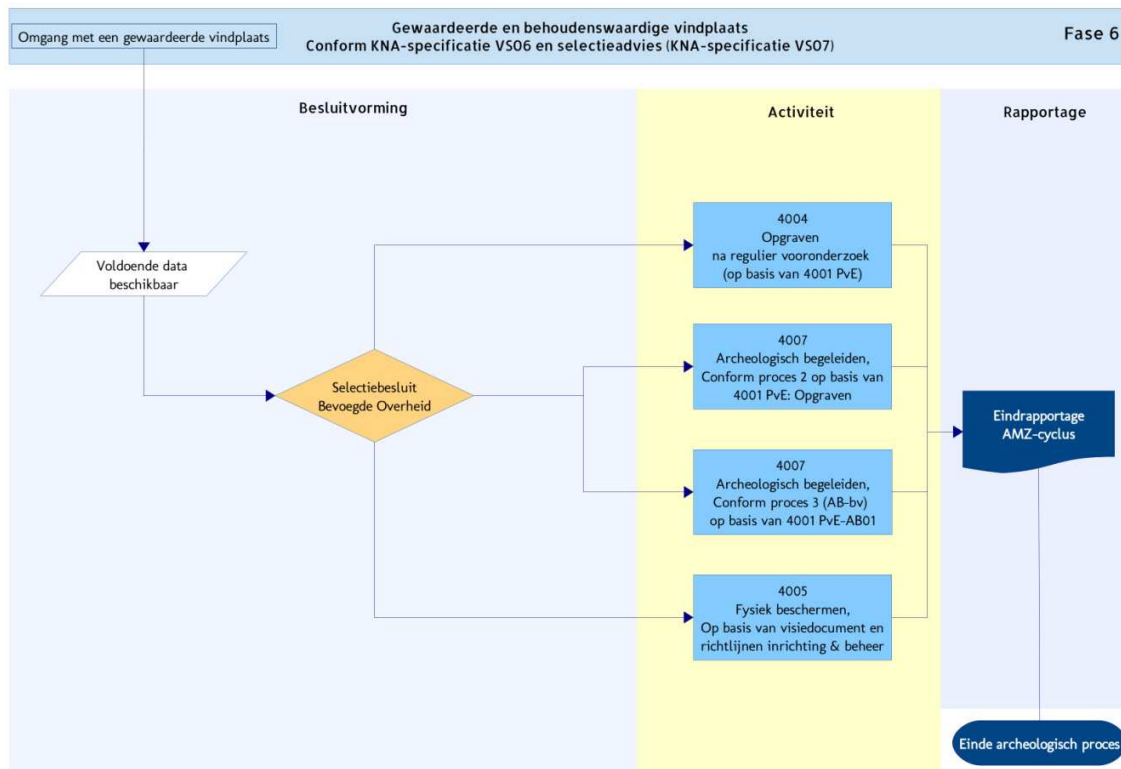 Omgang met een gewaardeerde vindplaats
Gewaardeerde en behoudenswaardige vindplaats
Conform KNA-specificatie VS06 en selectieadvies (KNA-specificatie VS07)
Fase 6
Besluitvorming
Activiteit
Rapportage
Voldoende data
beschikbaar
Selectiebesluit
Bevoegde Overheid
4004
Opgraven
na regulier vooronderzoek
(op basis van 4001 PvE)
4007
Archeologisch begeleiden,
Conform proces 2 op basis van
4001 PvE: Opgraven
4007
Archeologisch begeleiden,
Conform proces 3 (AB-bv)
op basis van 4001 PvE-AB01
4005
Fysiek beschermen,
Op basis van visiedocument en
richtlijnen inrichting & beheer
Eindrapportage
AMZ-cyclus
Einde archeologisch proces